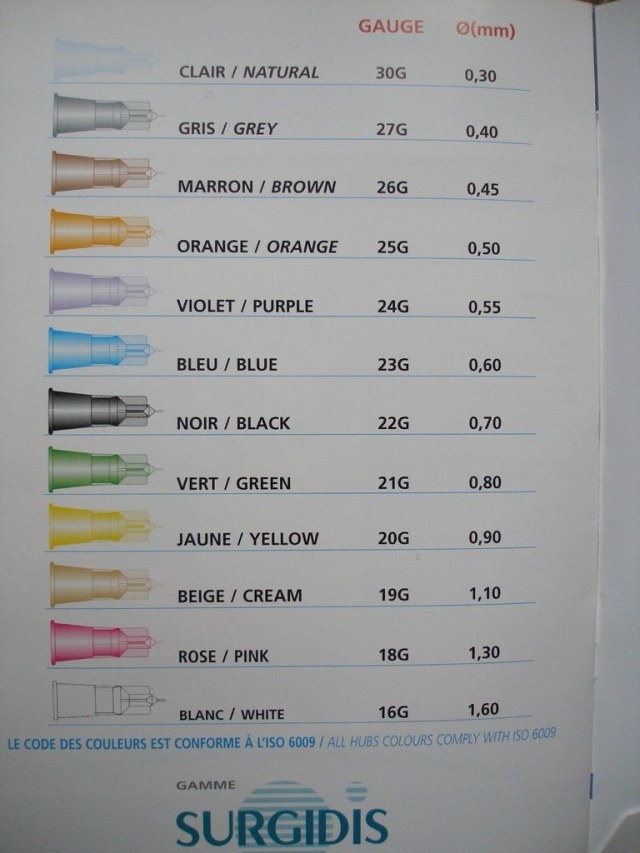 GAUGE Ø(mm)
CLAIR / NATURAL 30G 0,30
GRIS / GREY 27G 0,40
MARRON / BROWN 26G 0,45
ORANGE / ORANGE 25G 0,50
VIOLET / PURPLE 24G 0,55
BLEU / BLUE 23G 0,60
NOIR / BLACK 22G 0,70
VERT / GREEN 21G 0,80
JAUNE / YELLOW 20G 0,90
BEIGE / CREAM 19G 1,10
ROSE / PINK 18G 1,30
BLANC / WHITE 16G 1,60
LE CODE DES COULEURS EST CONFORME À L'ISO 6009 / ALL HUBS COLOURS COMPLY WITH ISO 6009
GAMME
SURGIDIS